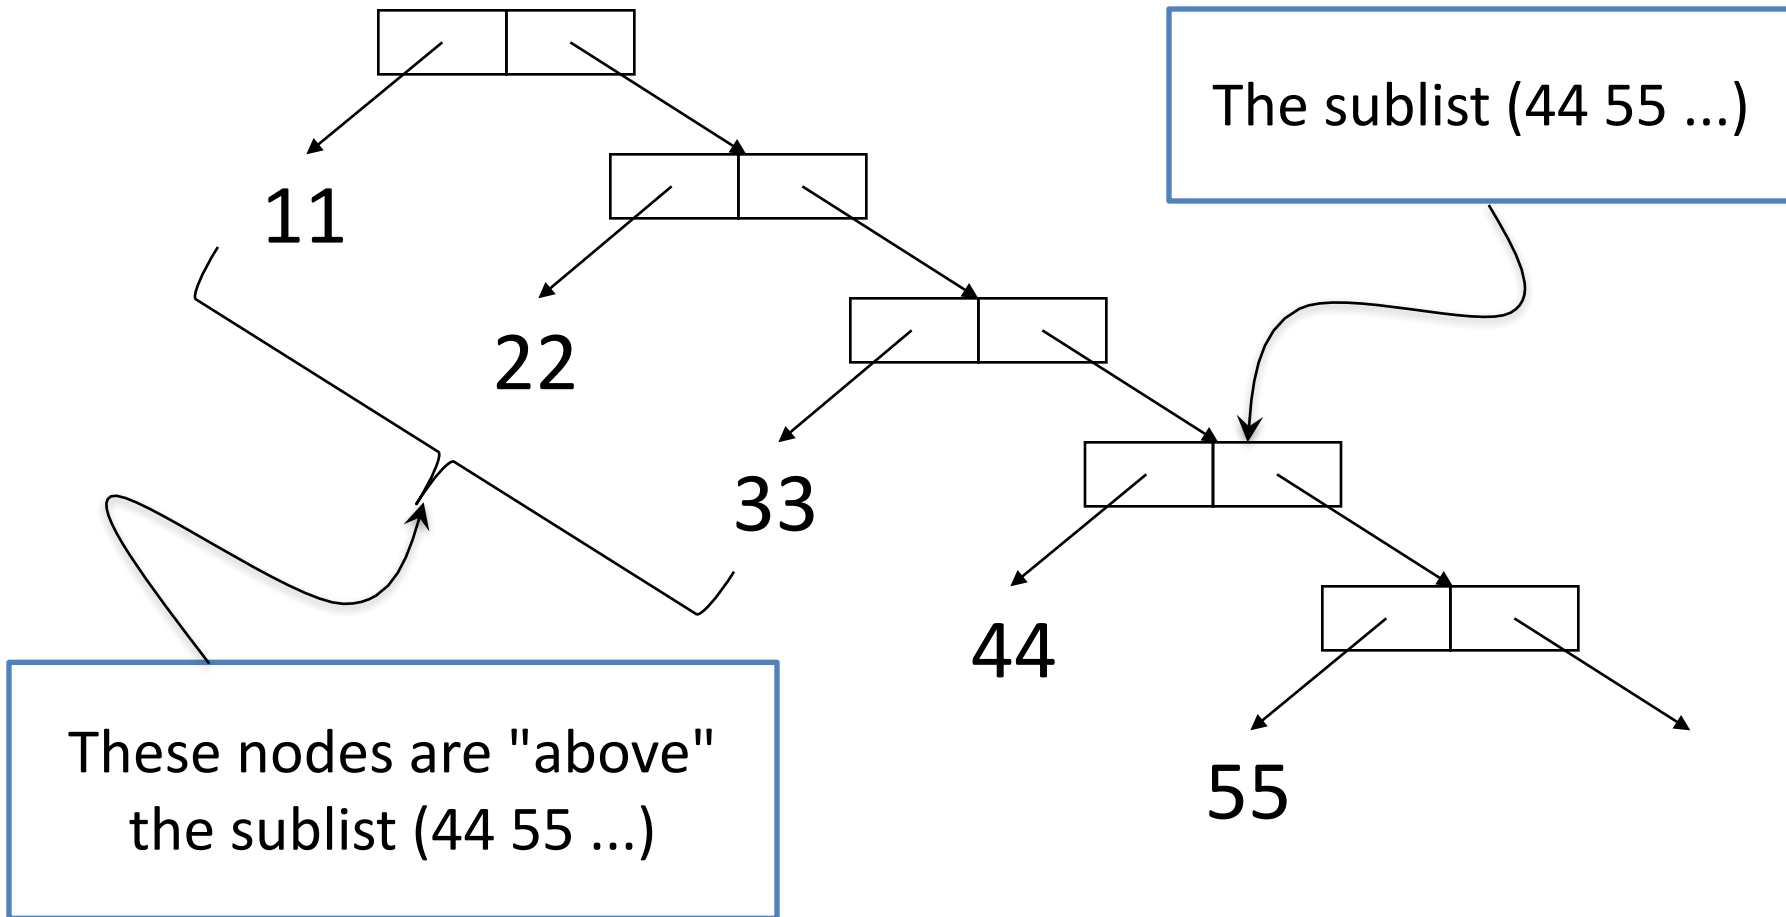 The sublist (44 55 ...)
11
22
33
44
55
These nodes are "above"
the sublist (44 55 ...)